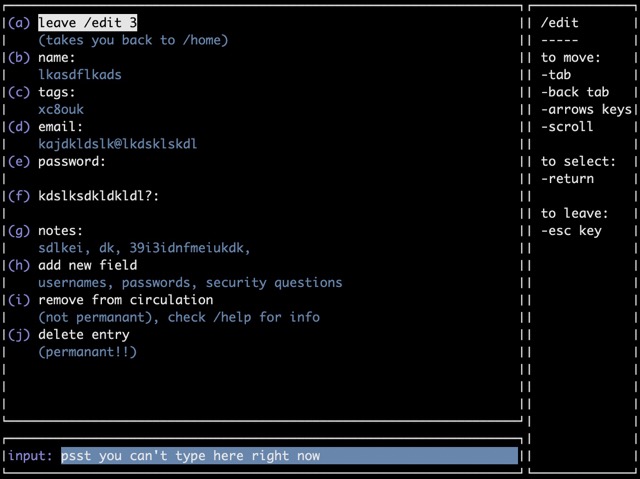 (a) leave /edit 3
(takes you back to /home)
(b) name:
lkasdflkads
(c) tags:
xc8ouk
(d) email:
kajdkldslk@lkdsklskdl
(e) password:
(f) kdslksdkldkldl?:
(g) notes:
sdlkei, dk, 39i3idnfmeiukdk,
(h) add new field
usernames, passwords, security questions
(i) remove from circulation
(not permanant), check /help for info
(j) delete entry
(permanant!!)
input: psst you can't type here right now
/edit
-----
to move:
-tab
-back tab
-arrows keys
-scroll
to select:
-return
to leave:
-esc key